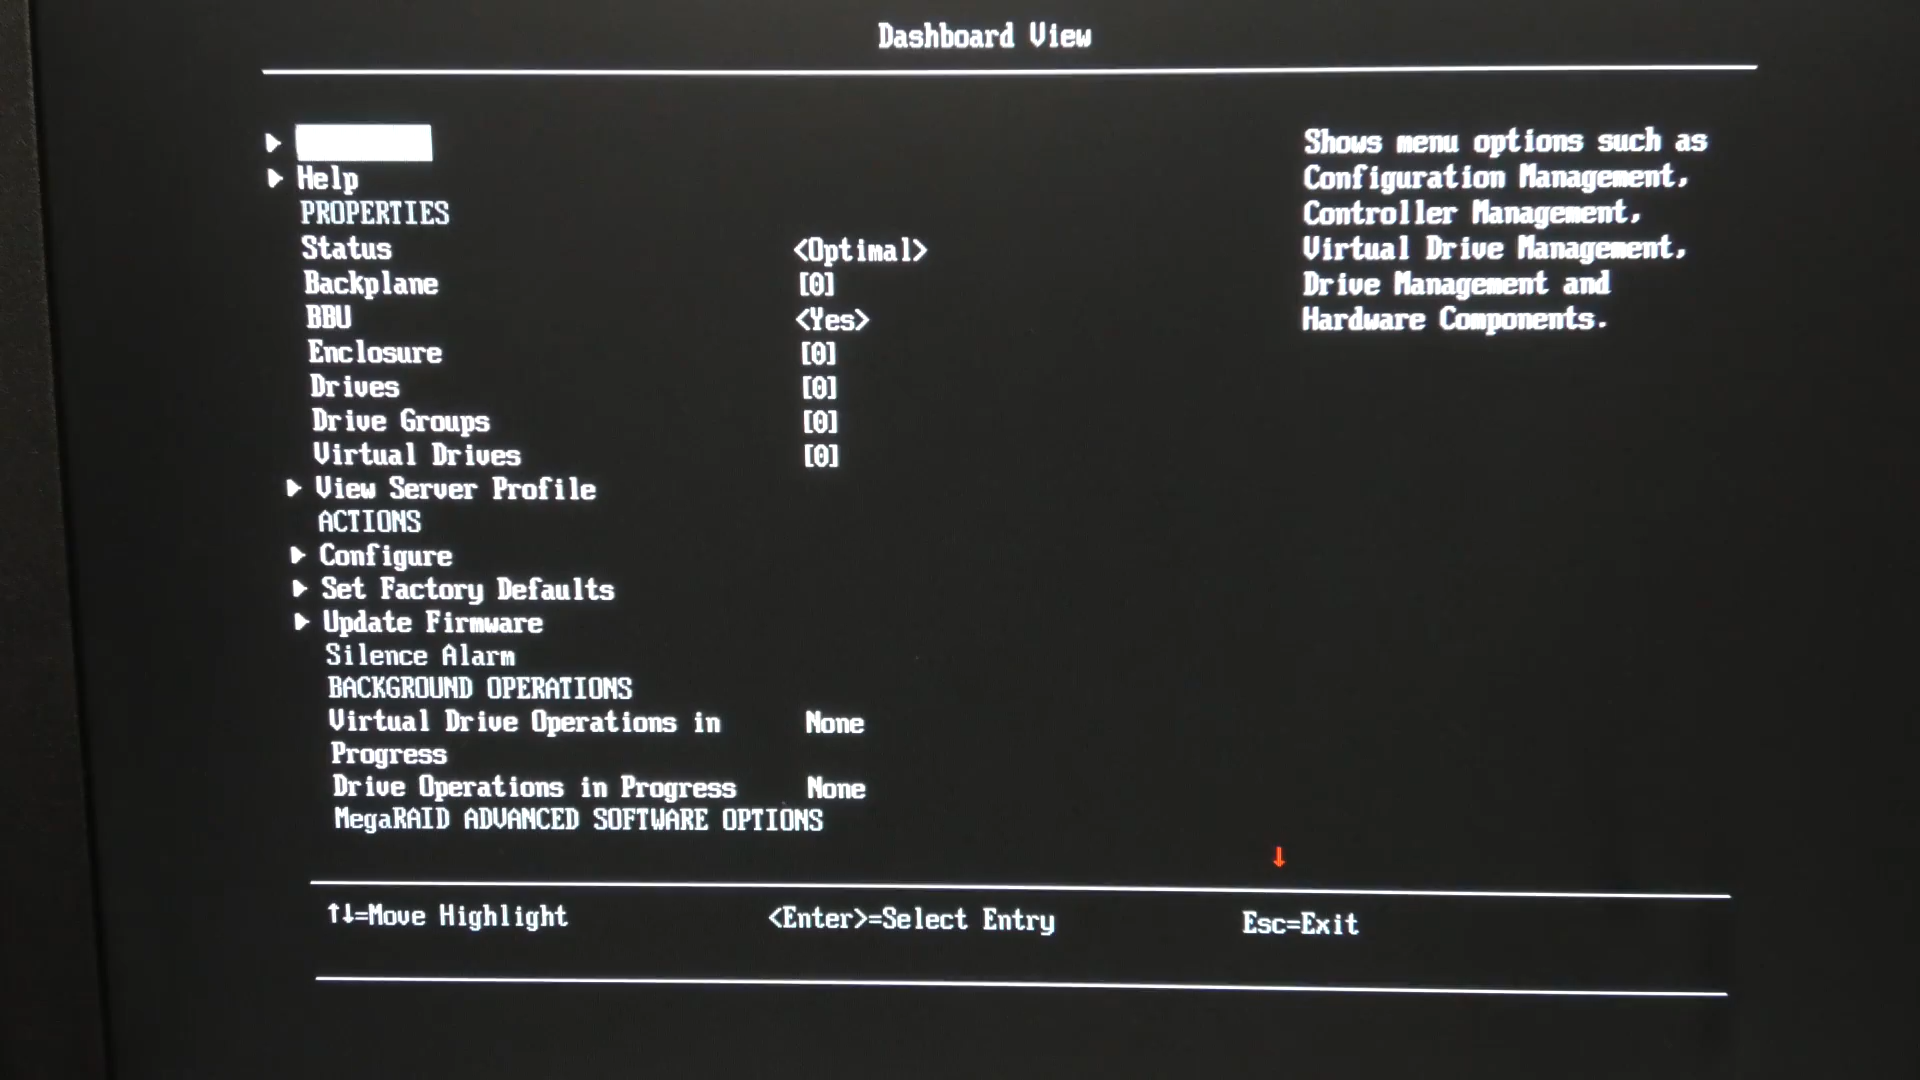 Dashboard View
Help
PROPERTIES
Status <Optimal>
Backplane [0]
BBU <Yes>
Enclosure [0]
Drives [0]
Drive Groups [0]
Virtual Drives [0]
View Server Profile
ACTIONS
Configure
Set Factory Defaults
Update Firmware
Silence Alarm
BACKGROUND OPERATIONS
Virtual Drive Operations in None
Progress
Drive Operations in Progress None
MegaRAID ADVANCED SOFTWARE OPTIONS
Shows menu options such as
Configuration Management,
Controller Management,
Virtual Drive Management,
Drive Management and
Hardware Components.
↓
↑↓=Move Highlight <Enter>=Select Entry Esc=Exit